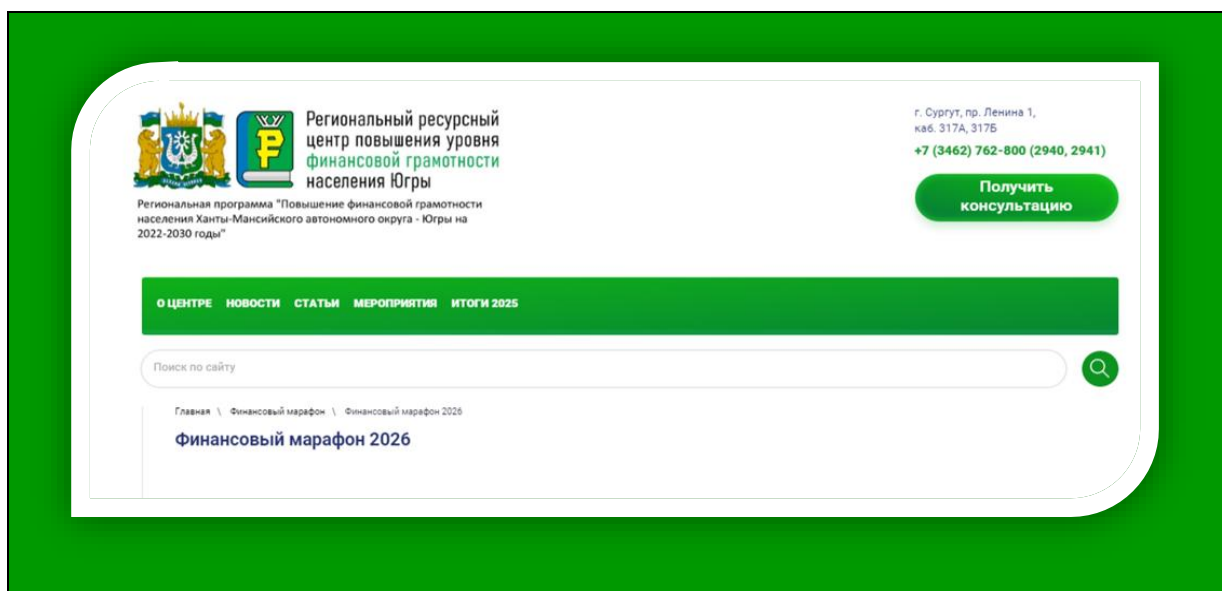 Региональный ресурсный
центр повышения уровня
финансовой грамотности
населения Югры
Региональная программа "Повышение финансовой грамотности
населения Ханты-Мансийского автономного округа - Югры на
2022-2030 годы"
г. Сургут, пр. Ленина 1,
каб. 317А, 317Б
+7 (3462) 762-800 (2940, 2941)
Получить
консультацию
О ЦЕНТРЕ НОВОСТИ СТАТЬИ МЕРОПРИЯТИЯ ИТОГИ 2025
Поиск по сайту
Главная \ Финансовый марафон \ Финансовый марафон 2026
Финансовый марафон 2026